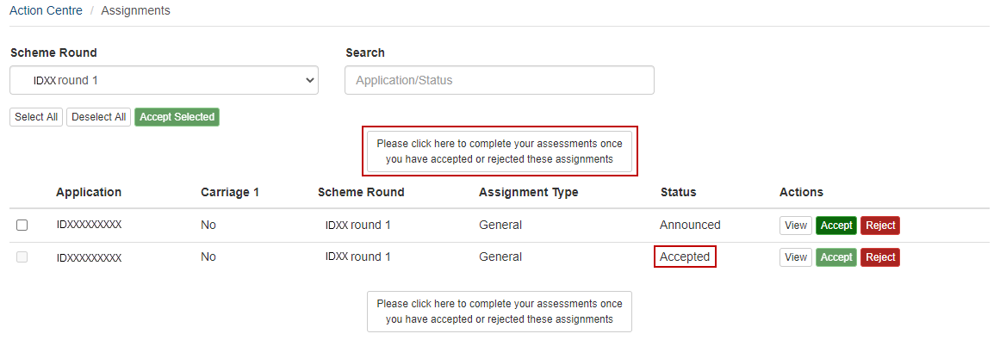 Action Centre / Assignments
Scheme Round Search
IDXX round 1 Application/Status
Select All Deselect All Accept Selected
Please click here to complete your assessments once
you have accepted or rejected these assignments
Application Carriage 1 Scheme Round Assignment Type Status Actions
IDXXXXXXXXX No IDXX round 1 General Announced View Accept Reject
IDXXXXXXXXX No IDXX round 1 General Accepted View Accept Reject
Please click here to complete your assessments once
you have accepted or rejected these assignments